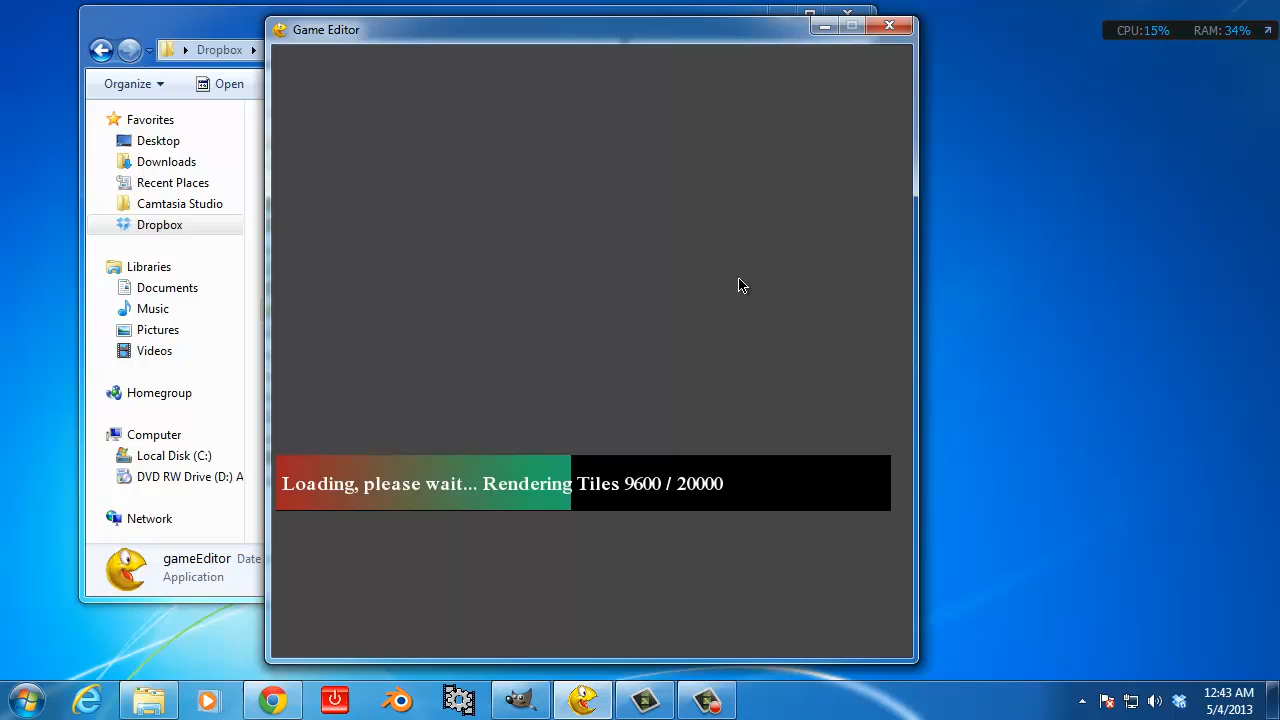 Game Editor
CPU:15% RAM: 34%
Dropbox
Organize Open
Favorites
Desktop
Downloads
Recent Places
Camtasia Studio
Dropbox
Libraries
Documents
Music
Pictures
Videos
Homegroup
Computer
Local Disk (C:)
DVD RW Drive (D:) A
Network
gameEditor Date
Application
Loading, please wait... Rendering Tiles 9600 / 20000
12:43 AM
5/4/2013